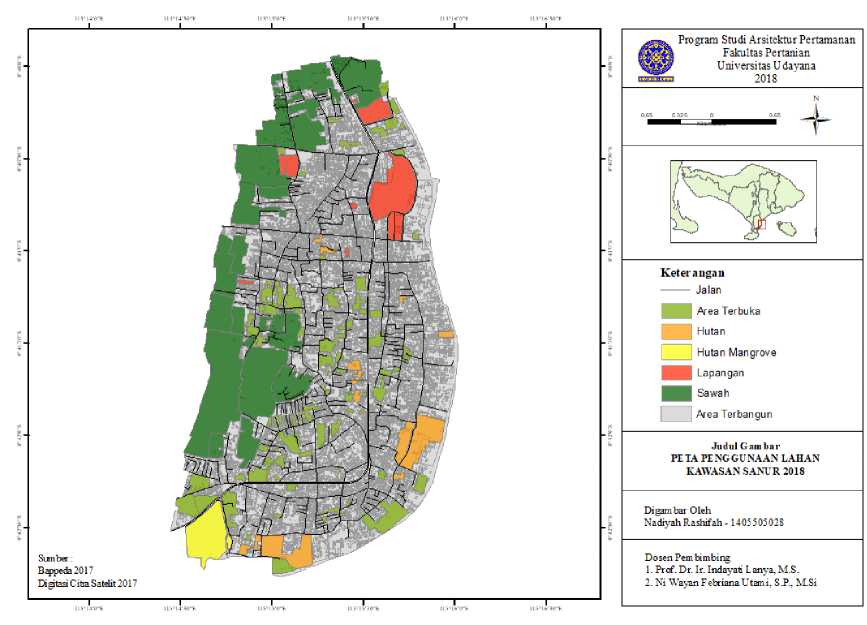 Program Studi Arsitektur Pertamanan
Fakultas Pertanian
Universitas Udayana
2018
N
0.65 0.325 0 0.65
Keterangan
Jalan
Area Terbuka
Hutan
Hutan Mangrove
Lapangan
Sawah
Area Terbangun
Judul Gambar
PETA PENGGUNAAN LAHAN
KAWASAN SANUR 2018
Digambar Oleh
Nadiyah Rashifah - 1405505028
Dosen Pembimbing
1. Prof. Dr. Ir. Indayati Lanya, M.S.
2. Ni Wayan Febriana Utami, S.P., M.Si
Sumber :
Bappeda 2017
Digitasi Citra Satelit 2017